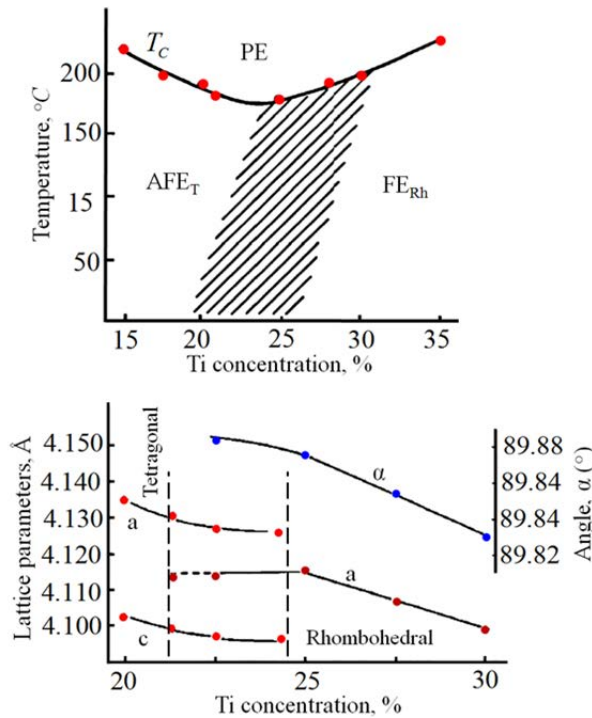 T_C
PE
200
150
15
50
AFE_T
FE_Rh
Temperature, °C
15 20 25 30 35
Ti concentration, %
4.150
4.140
4.130
4.120
4.110
4.100
Lattice parameters, Å
Tetragonal
a
c
α
a
Rhombohedral
89.88
89.84
89.84
89.82
Angle, α (°)
20 25 30
Ti concentration, %